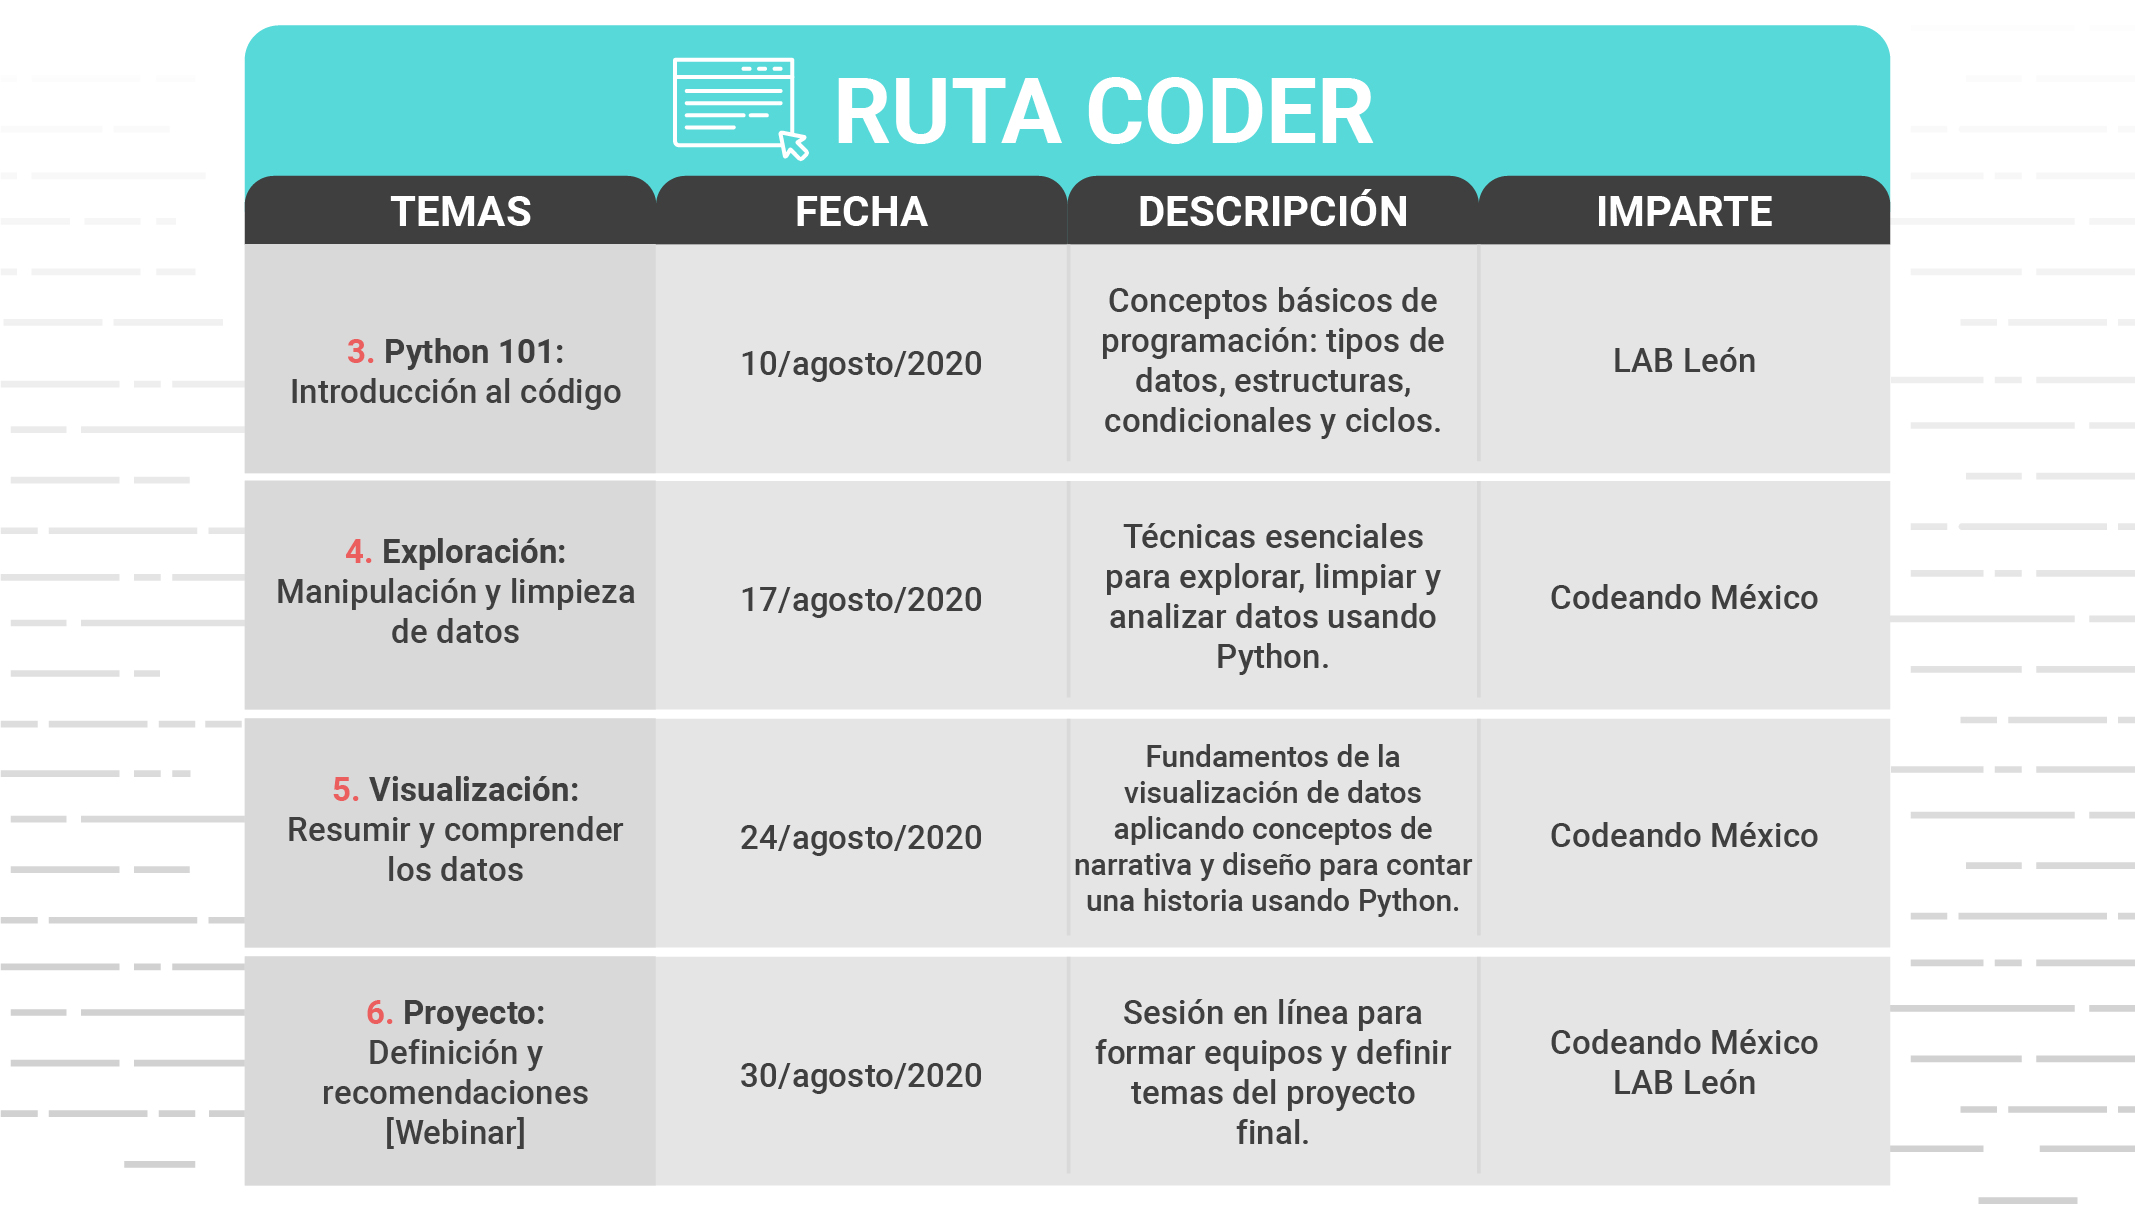 RUTA CODER
TEMAS
FECHA
DESCRIPCIÓN
IMPARTE
3. Python 101:
Introducción al código
10/agosto/2020
Conceptos básicos de
programación: tipos de
datos, estructuras,
condicionales y ciclos.
LAB León
4. Exploración:
Manipulación y limpieza
de datos
17/agosto/2020
Técnicas esenciales
para explorar, limpiar y
analizar datos usando
Python.
Codeando México
5. Visualización:
Resumir y comprender
los datos
24/agosto/2020
Fundamentos de la
visualización de datos
aplicando conceptos de
narrativa y diseño para contar
una historia usando Python.
Codeando México
6. Proyecto:
Definición y
recomendaciones
[Webinar]
30/agosto/2020
Sesión en línea para
formar equipos y definir
temas del proyecto
final.
Codeando México
LAB León